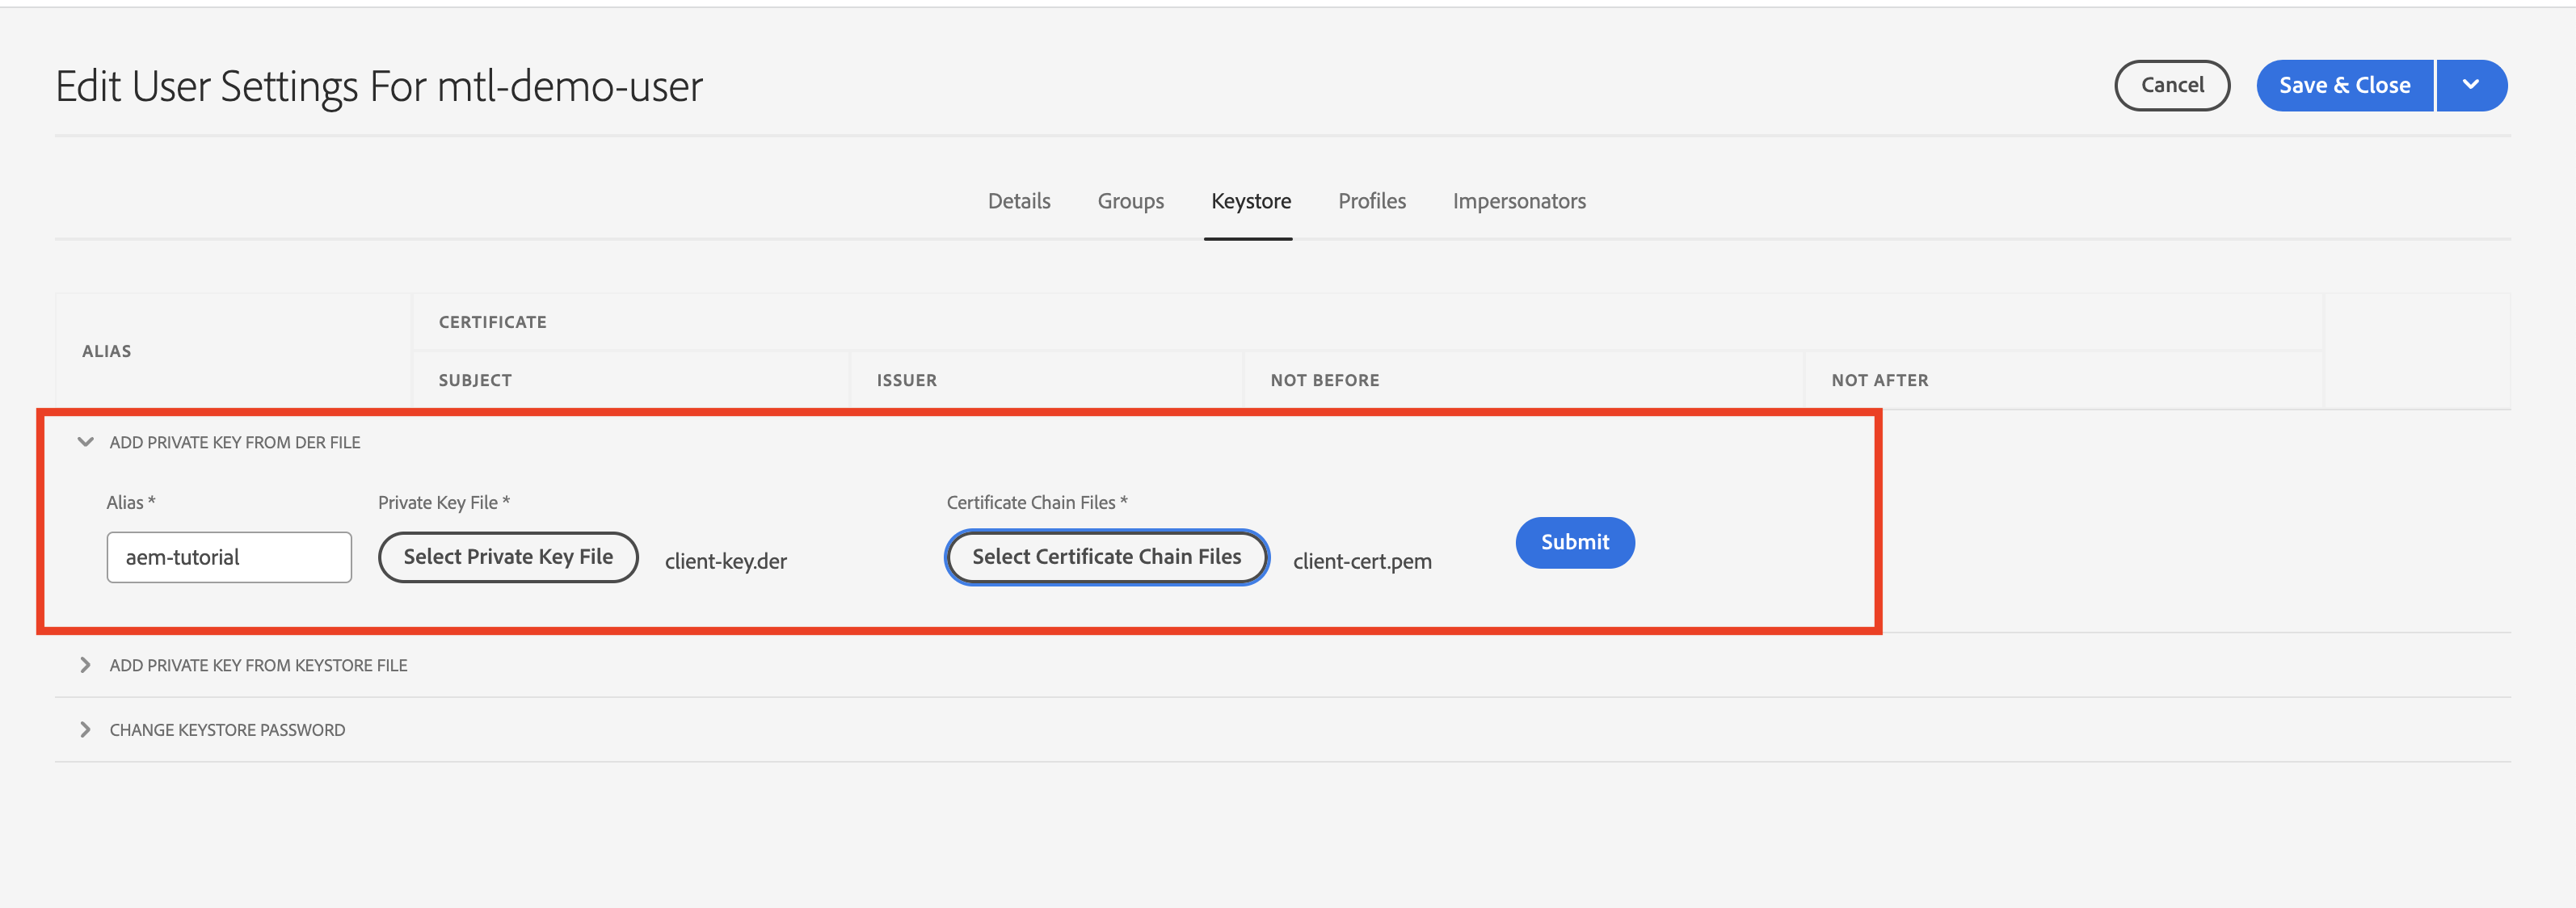 Edit User Settings For mtl-demo-user
Cancel
Save & Close
Details Groups Keystore Profiles Impersonators
ALIAS
CERTIFICATE
SUBJECT ISSUER NOT BEFORE NOT AFTER
ADD PRIVATE KEY FROM DER FILE
Alias * Private Key File * Certificate Chain Files *
aem-tutorial Select Private Key File client-key.der Select Certificate Chain Files client-cert.pem Submit
ADD PRIVATE KEY FROM KEYSTORE FILE
CHANGE KEYSTORE PASSWORD